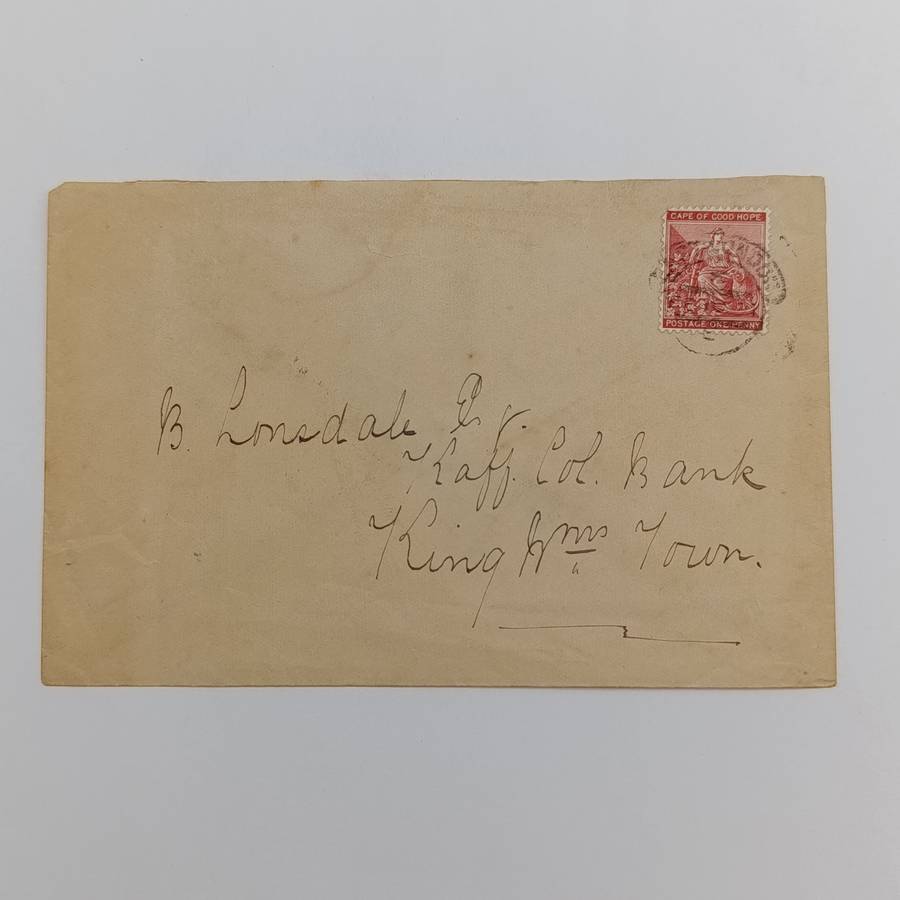 CAPE OF GOOD HOPE
POSTAGE ONE PENNY
B. Lonsdale Esq.
Kaff. Col. Bank
King Wms Town.